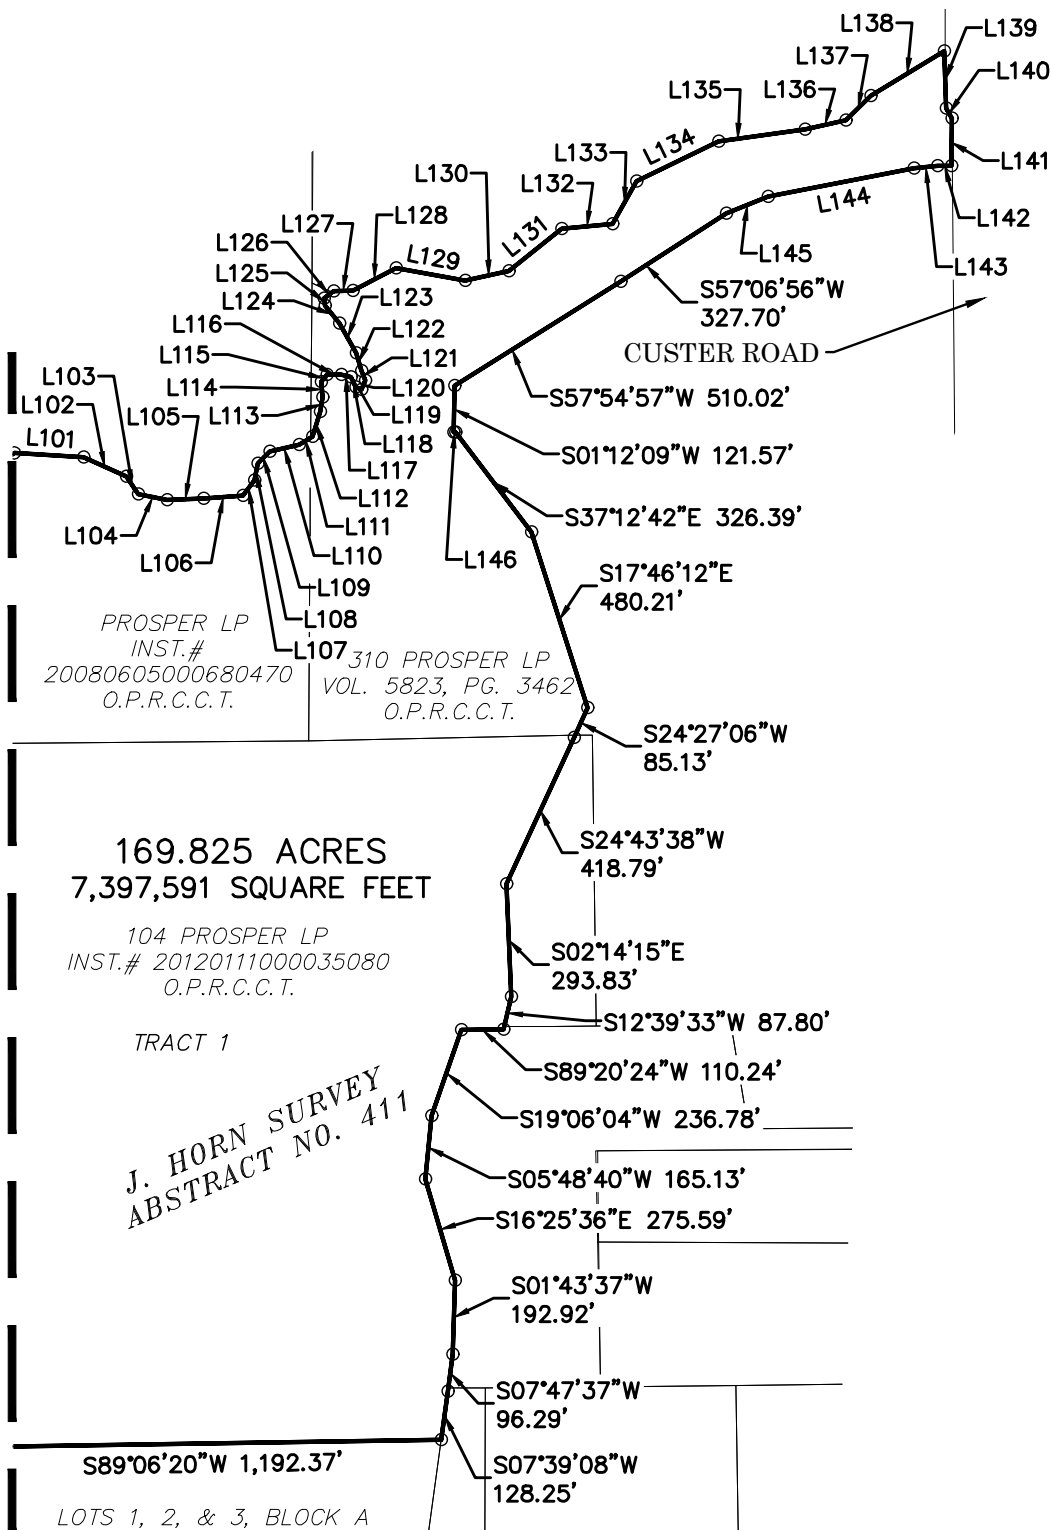 L138
L139
L137
L140
L135
L136
L134
L133
L141
L130
L132
L144
L128
L127
L131
L142
L126
L129
L145
L143
L125
L124
L123
S57°06'56"W
327.70'
L116
L122
CUSTER ROAD
L115
L121
L103
L114
L120
L102
L105
L113
L119
S57°54'57"W 510.02'
L101
L118
S01°12'09"W 121.57'
L117
L112
S37°12'42"E 326.39'
L104
L111
L106
L110
L146
S17°46'12"E
480.21'
L109
L108
L107
PROSPER LP
INST.#
20080605000680470
O.P.R.C.C.T.
310 PROSPER LP
VOL. 5823, PG. 3462
O.P.R.C.C.T.
S24°27'06"W
85.13'
169.825 ACRES
7,397,591 SQUARE FEET
S24°43'38"W
418.79'
104 PROSPER LP
INST.# 20120111000035080
O.P.R.C.C.T.
S02°14'15"E
293.83'
TRACT 1
S12°39'33"W 87.80'
S89°20'24"W 110.24'
J. HORN SURVEY
ABSTRACT NO. 411
S19°06'04"W 236.78'
S05°48'40"W 165.13'
S16°25'36"E 275.59'
S01°43'37"W
192.92'
S07°47'37"W
96.29'
S89°06'20"W 1,192.37'
S07°39'08"W
128.25'
LOTS 1, 2, & 3, BLOCK A